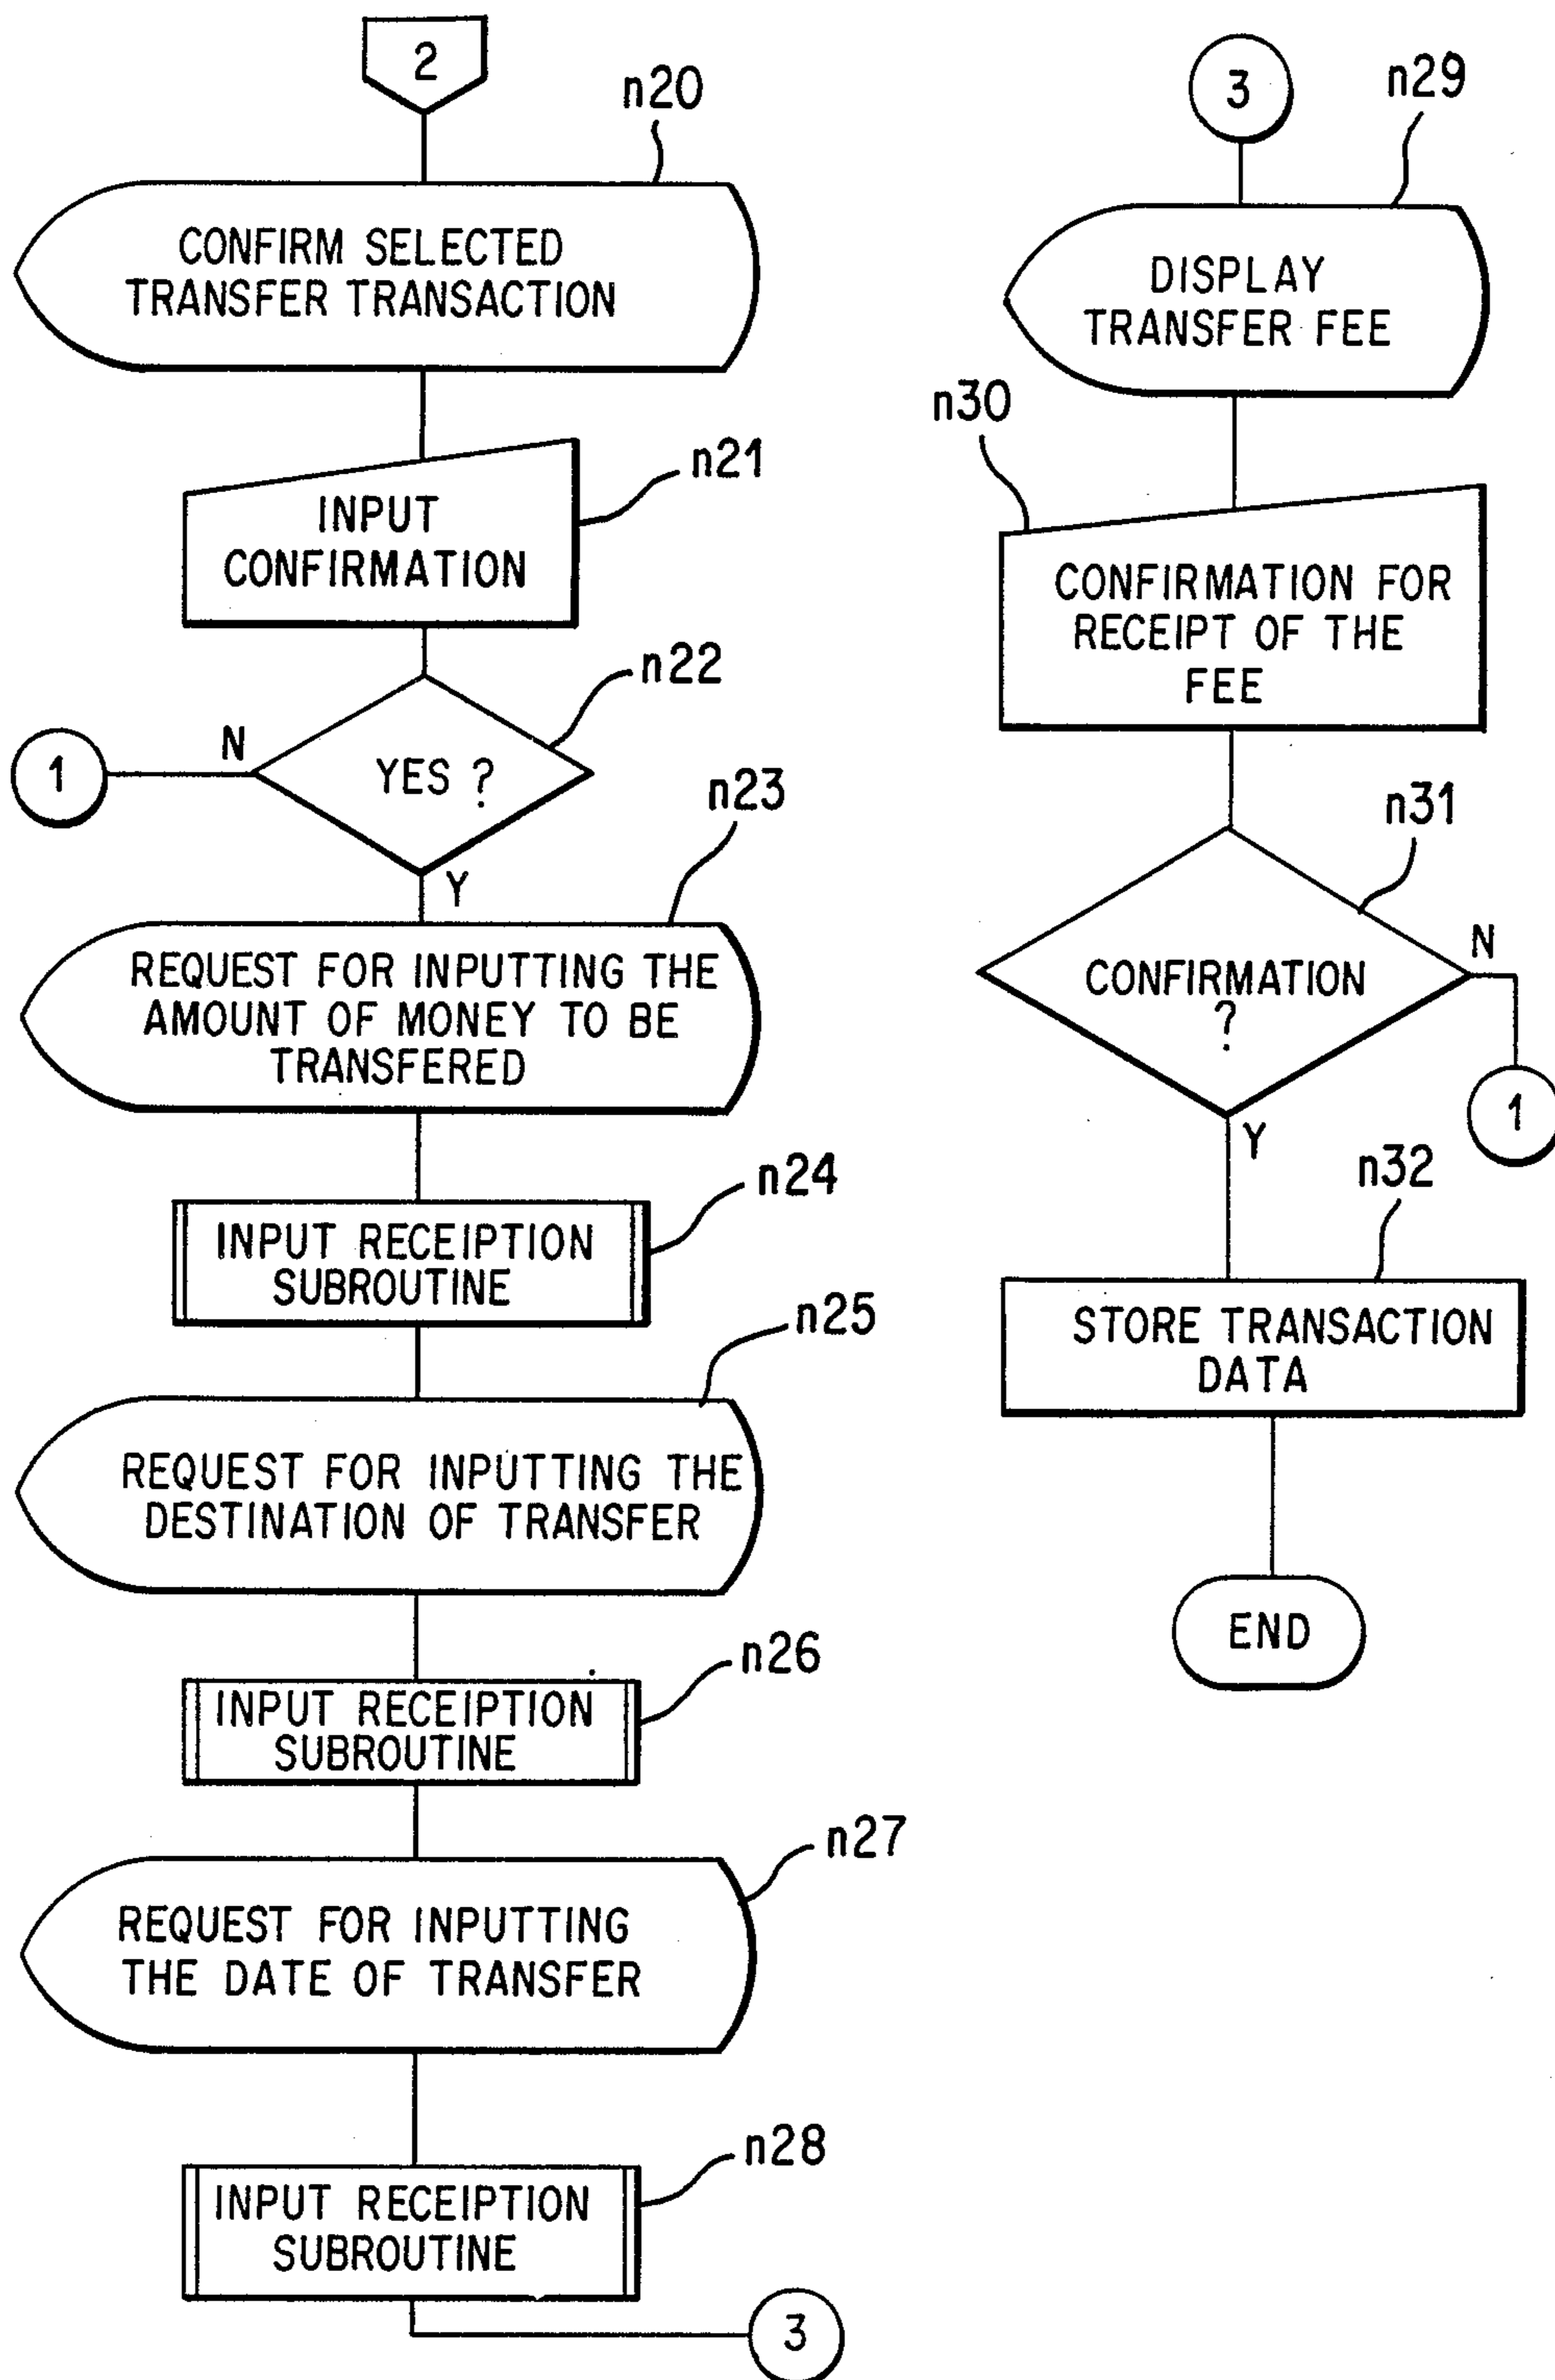 2
n20
CONFIRM SELECTED
TRANSFER TRANSACTION
n21
INPUT
CONFIRMATION
n22
1
N
YES ?
Y
n23
REQUEST FOR INPUTTING THE
AMOUNT OF MONEY TO BE
TRANSFERED
n24
INPUT RECEIPTION
SUBROUTINE
n25
REQUEST FOR INPUTTING THE
DESTINATION OF TRANSFER
n26
INPUT RECEIPTION
SUBROUTINE
n27
REQUEST FOR INPUTTING
THE DATE OF TRANSFER
n28
INPUT RECEIPTION
SUBROUTINE
3
3
n29
DISPLAY
TRANSFER FEE
n30
CONFIRMATION FOR
RECEIPT OF THE
FEE
n31
CONFIRMATION
?
N
1
Y
n32
STORE TRANSACTION
DATA
END